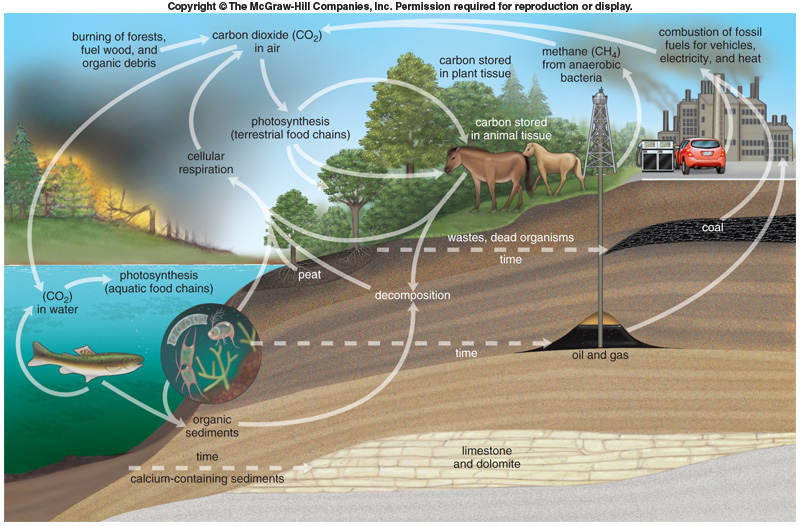 Copyright © The McGraw-Hill Companies, Inc. Permission required for reproduction or display.
burning of forests,
fuel wood, and
organic debris
carbon dioxide (CO₂)
in air
carbon stored
in plant tissue
methane (CH₄)
from anaerobic
bacteria
combustion of fossil
fuels for vehicles,
electricity, and heat
photosynthesis
(terrestrial food chains)
carbon stored
in animal tissue
cellular
respiration
wastes, dead organisms
time
coal
peat
photosynthesis
(aquatic food chains)
(CO₂)
in water
decomposition
time
oil and gas
organic
sediments
time
calcium-containing sediments
limestone
and dolomite